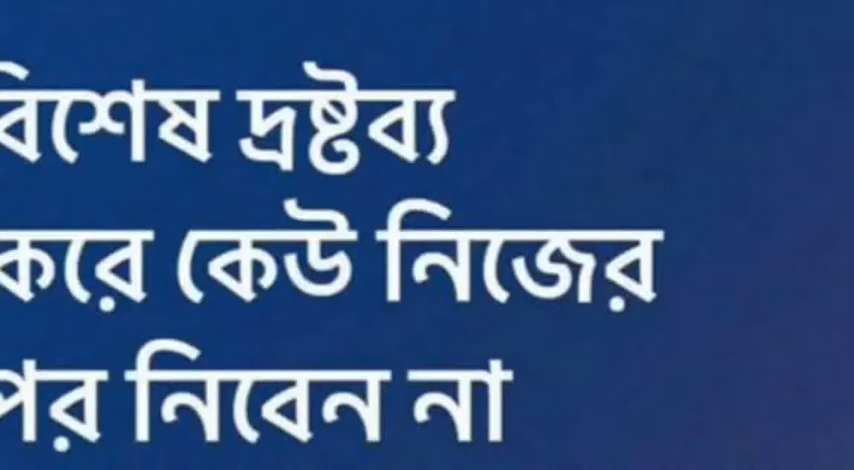 বিশেষ দ্রষ্টব্য
করে কেউ নিজের
পর নিবেন না